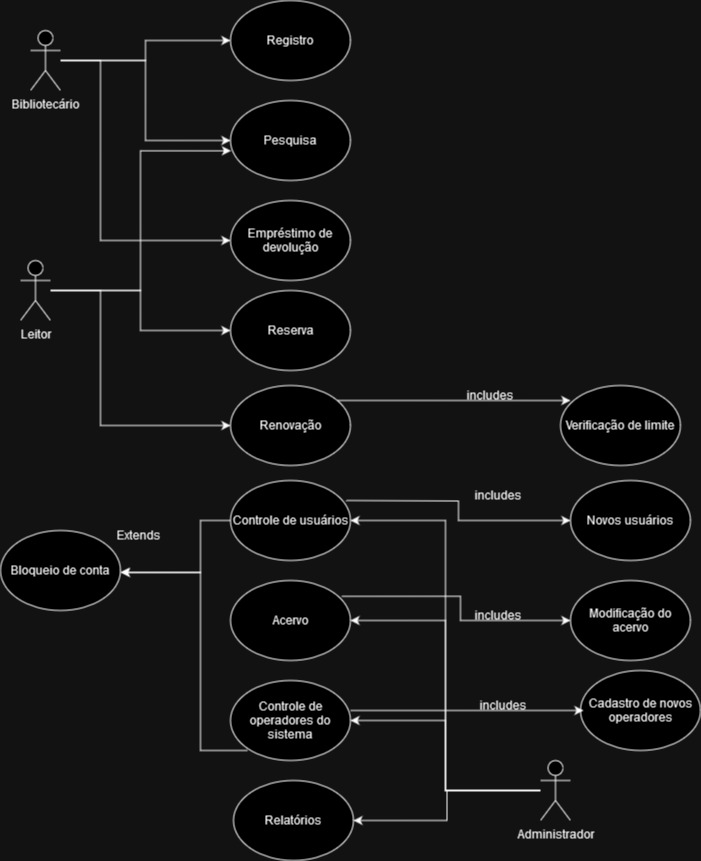 Registro
Bibliotecário
Pesquisa
Empréstimo de
devolução
Leitor
Reserva
includes
Renovação
Verificação de limite
includes
Controle de usuários
Novos usuários
Extends
Bloqueio de conta
Acervo
includes
Modificação do
acervo
Controle de
operadores do
sistema
includes
Cadastro de novos
operadores
Relatórios
Administrador